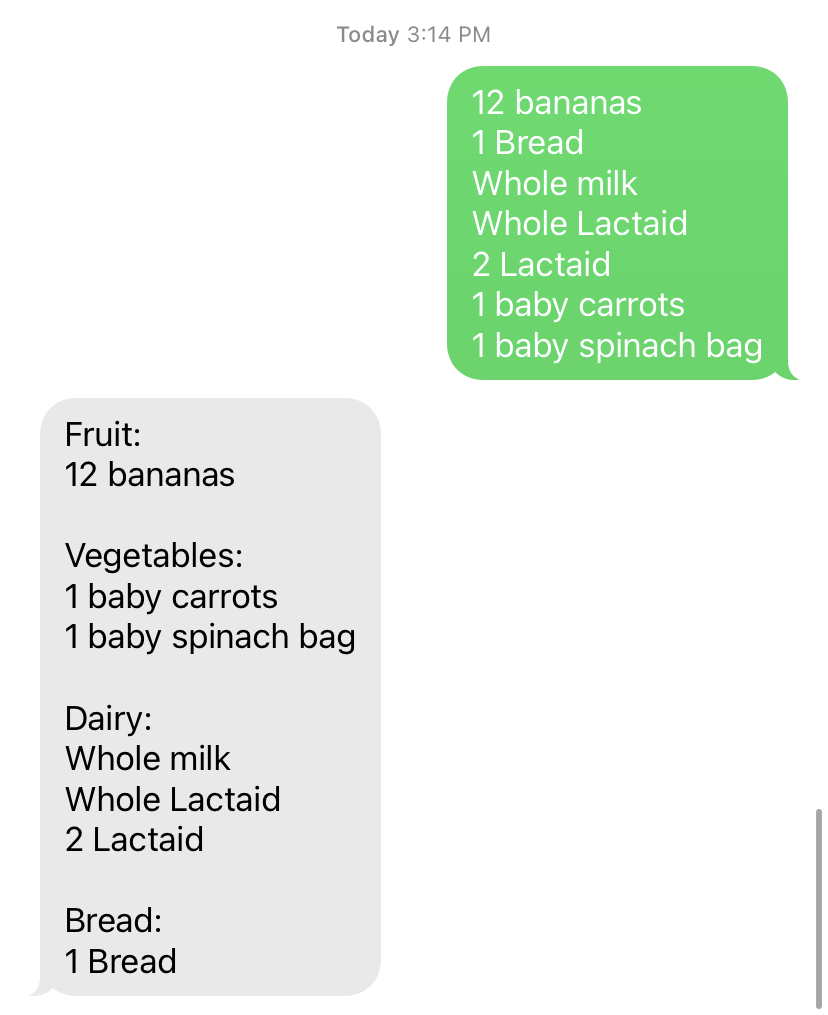 Today 3:14 PM
12 bananas
1 Bread
Whole milk
Whole Lactaid
2 Lactaid
1 baby carrots
1 baby spinach bag
Fruit:
12 bananas
Vegetables:
1 baby carrots
1 baby spinach bag
Dairy:
Whole milk
Whole Lactaid
2 Lactaid
Bread:
1 Bread